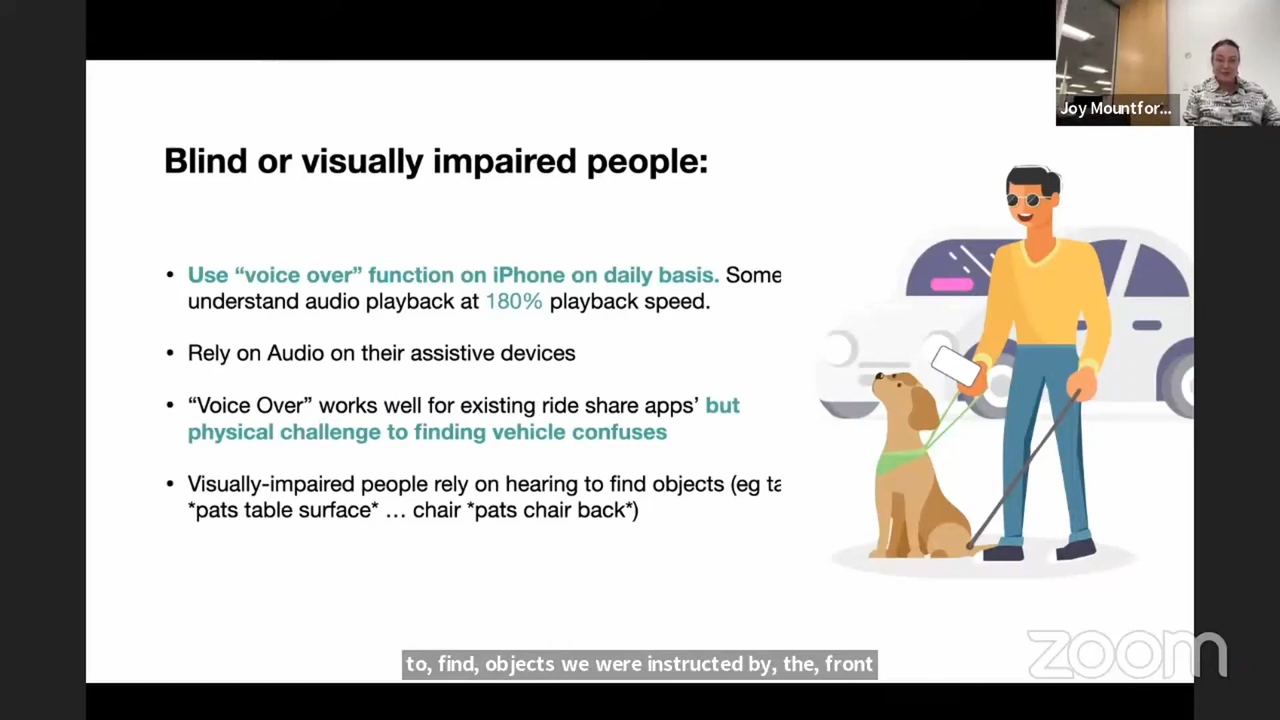 Joy Mountfor...
Blind or visually impaired people:
• Use “voice over” function on iPhone on daily basis. Some
understand audio playback at 180% playback speed.
• Rely on Audio on their assistive devices
• “Voice Over” works well for existing ride share apps’ but
physical challenge to finding vehicle confuses
• Visually-impaired people rely on hearing to find objects (eg ta
*pats table surface* … chair *pats chair back*)
to, find, objects we were instructed by, the, front
zoom